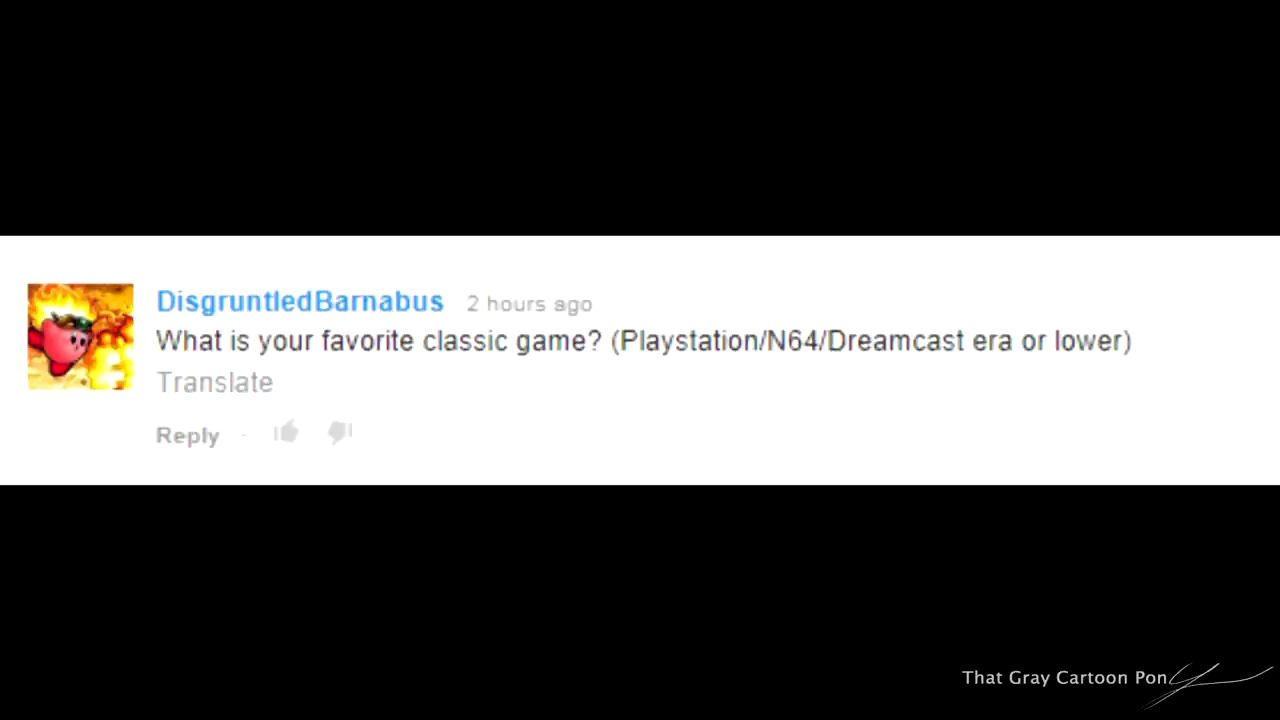 DisgruntledBarnabus 2 hours ago
What is your favorite classic game? (Playstation/N64/Dreamcast era or lower)
Translate
Reply ·
That Gray Cartoon Pony